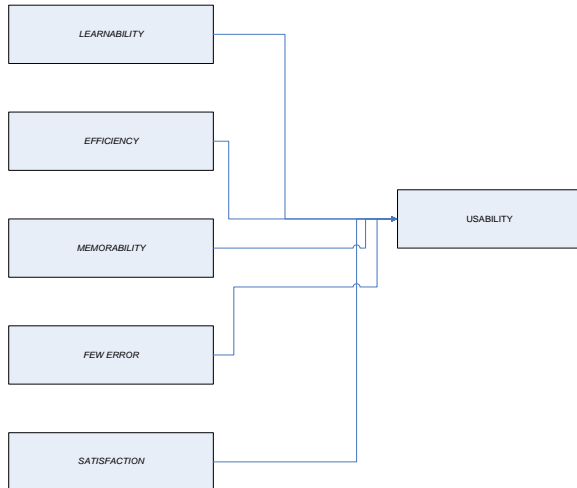 LEARNABILITY
EFFICIENCY
USABILITY
MEMORABILITY
FEW ERROR
SATISFACTION